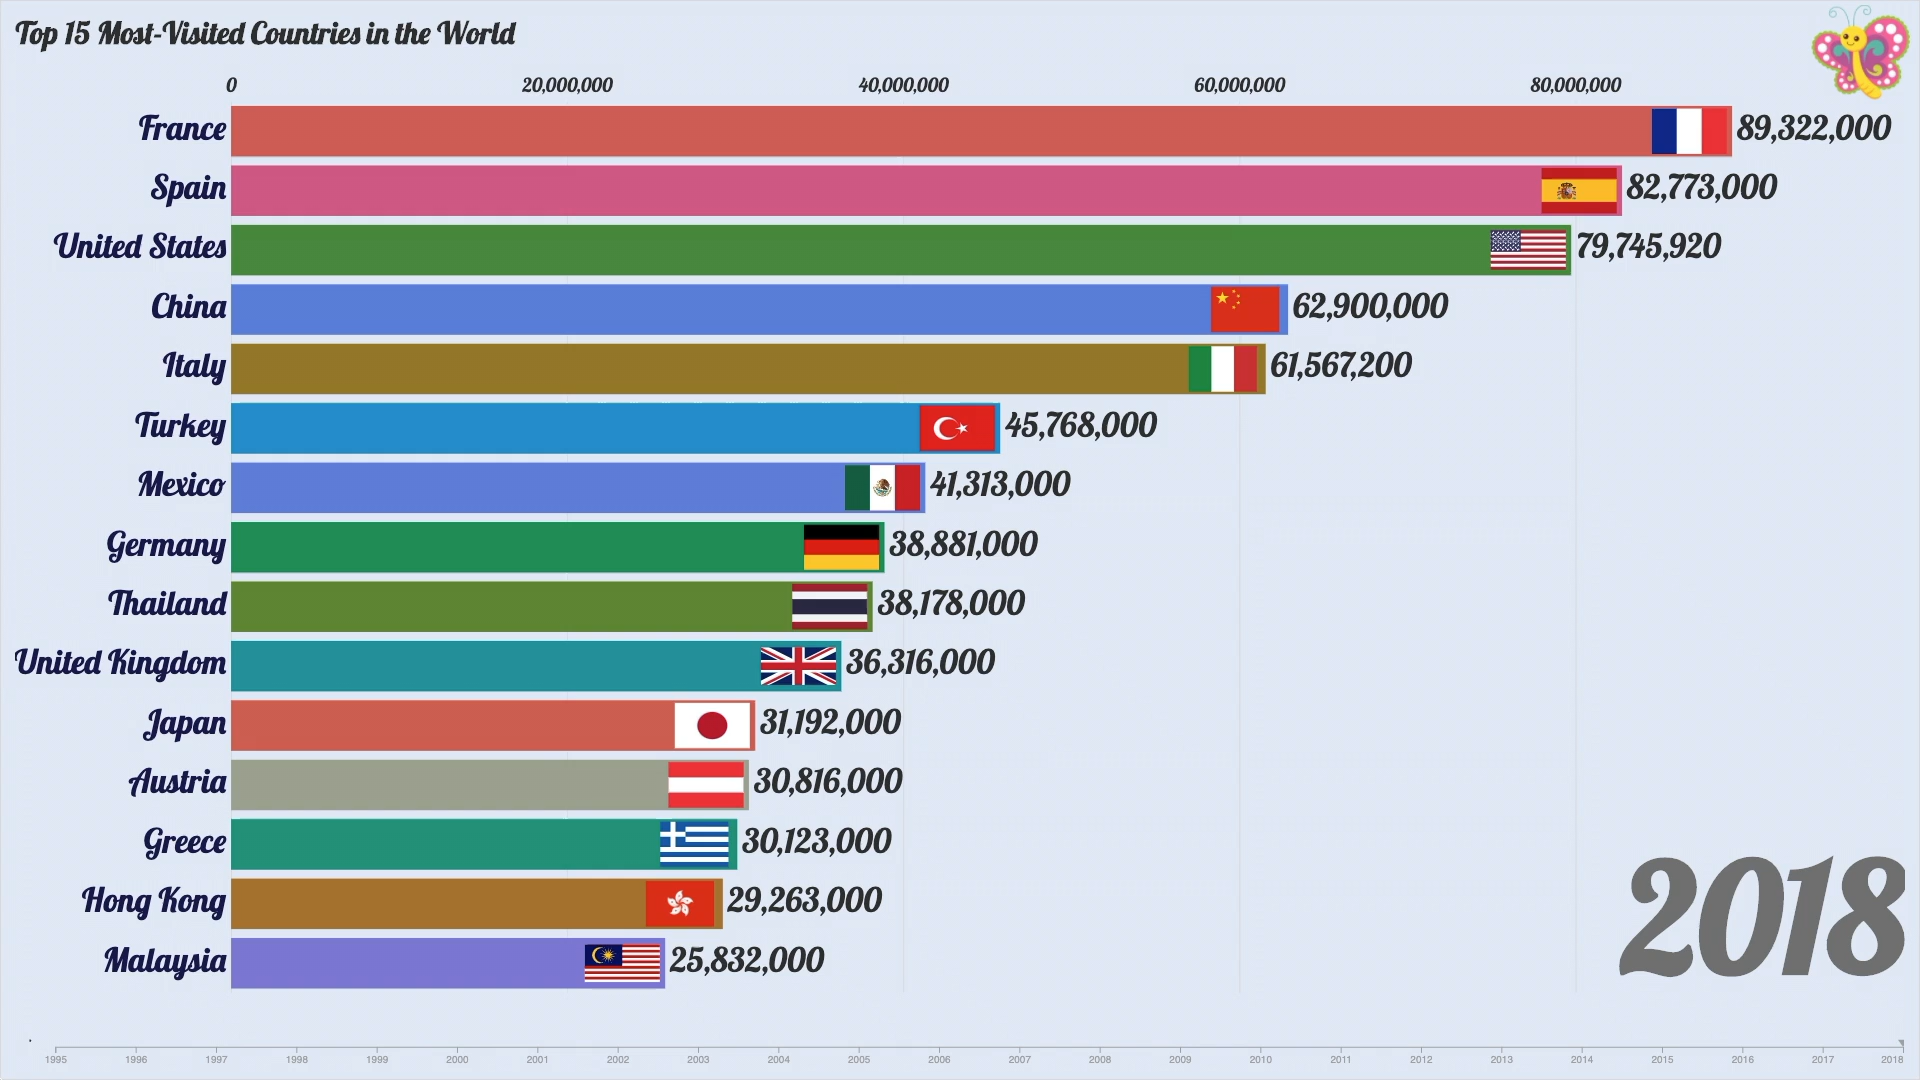 Top 15 Most-Visited Countries in the World
0 20,000,000 40,000,000 60,000,000 80,000,000
France 89,322,000
Spain 82,773,000
United States 79,745,920
China 62,900,000
Italy 61,567,200
Turkey 45,768,000
Mexico 41,313,000
Germany 38,881,000
Thailand 38,178,000
United Kingdom 36,316,000
Japan 31,192,000
Austria 30,816,000
Greece 30,123,000
Hong Kong 29,263,000
Malaysia 25,832,000
2018
1995 1996 1997 1998 1999 2000 2001 2002 2003 2004 2005 2006 2007 2008 2009 2010 2011 2012 2013 2014 2015 2016 2017 2018